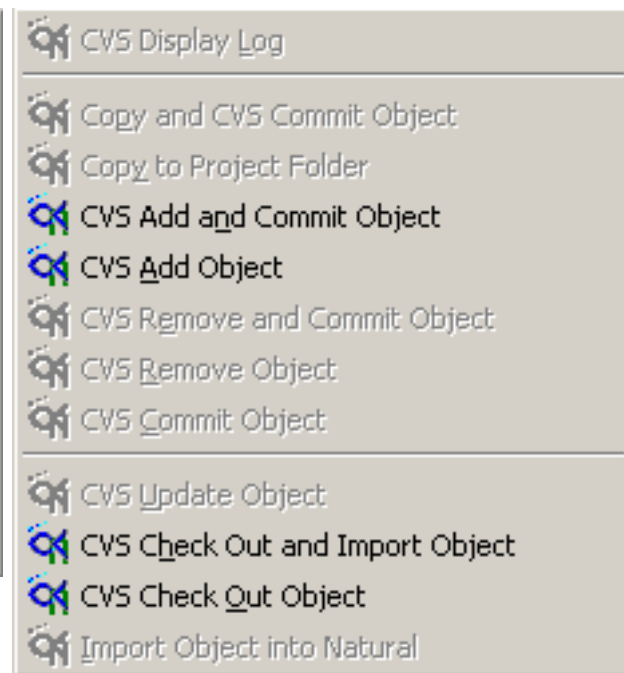 CVS Display Log
Copy and CVS Commit Object
Copy to Project Folder
CVS Add and Commit Object
CVS Add Object
CVS Remove and Commit Object
CVS Remove Object
CVS Commit Object
CVS Update Object
CVS Check Out and Import Object
CVS Check Out Object
Import Object into Natural